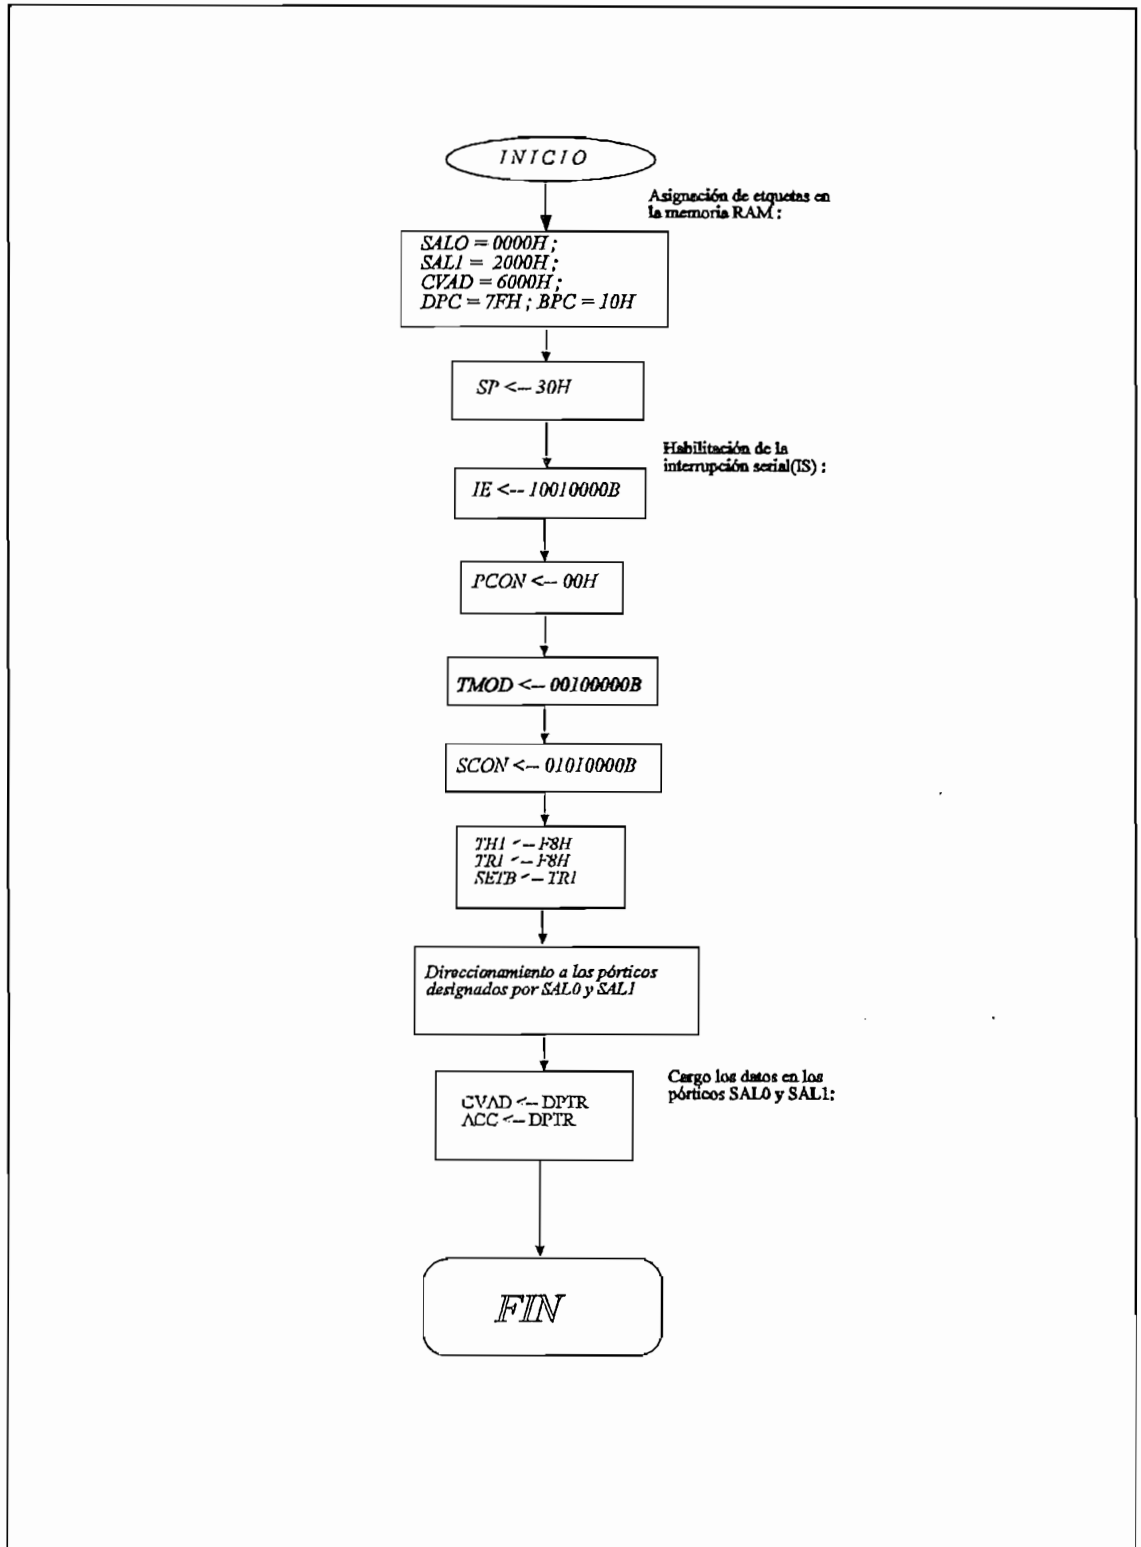 INICIO
Asignación de etquetas en
la memoria RAM :
SALO = 0000H ;
SAL1 = 2000H ;
CVAD = 6000H ;
DPC = 7FH ; BPC = 10H
SP <-- 30H
Habilitación de la
interrupción serial(IS) :
IE <-- 10010000B
PCON <-- 00H
TMOD <-- 00100000B
SCON <-- 01010000B
TH1 <-- F8H
TR1 <-- F8H
SETB <-- TR1
Direccionamiento a los pórticos
designados por SAL0 y SAL1
Cargo los datos en los
pórticos SAL0 y SAL1:
CVAD <-- DPTR
ACC <-- DPTR
FIN